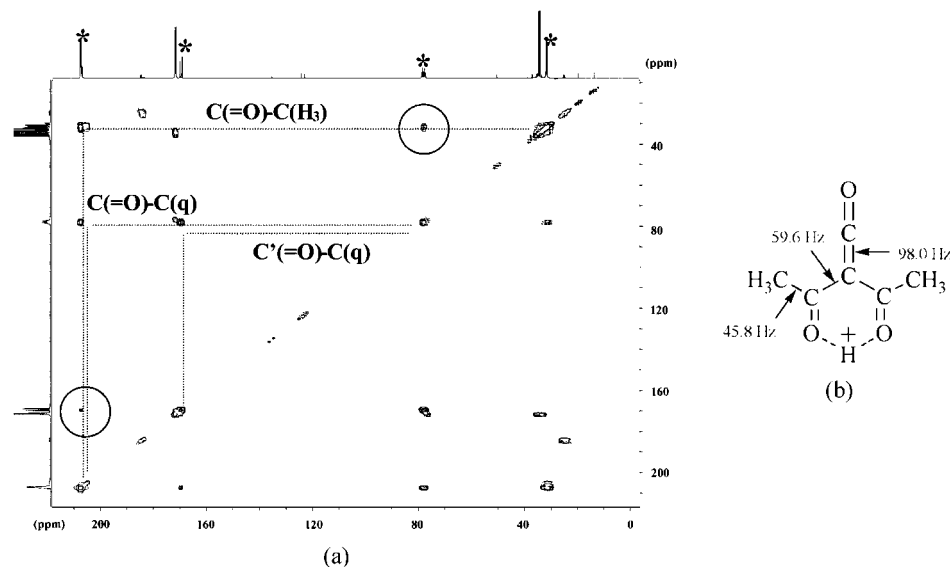 * * * *
(ppm)
C(=O)-C(H₃)
40
C(=O)-C(q)
80
C'(=O)-C(q)
120
160
200
(ppm) 200 160 120 80 40 0
(a)
O
C
59.6 Hz
98.0 Hz
H₃C C CH₃
C C
45.8 Hz
O + O
H
(b)